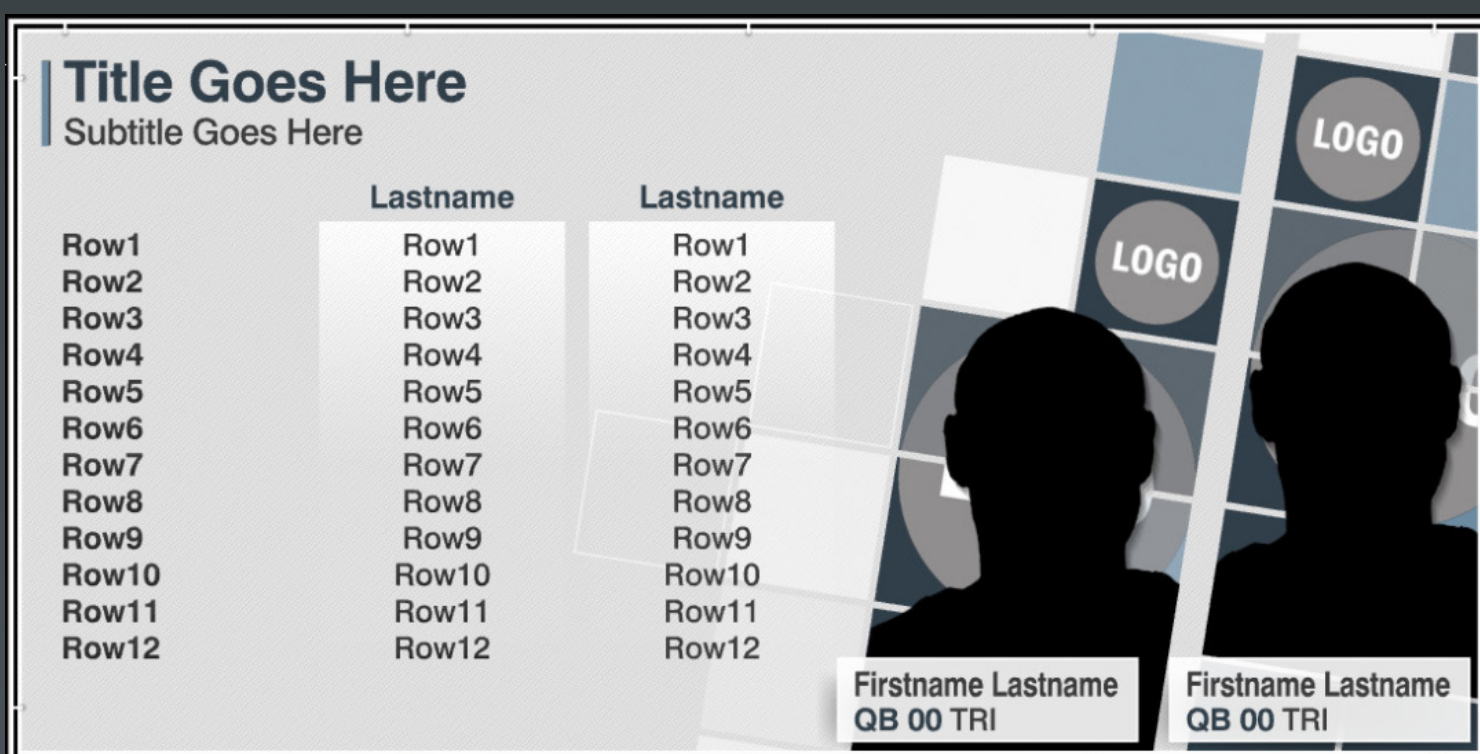 Title Goes Here
Subtitle Goes Here
Lastname Lastname
Row1 Row1 Row1
Row2 Row2 Row2
Row3 Row3 Row3
Row4 Row4 Row4
Row5 Row5 Row5
Row6 Row6 Row6
Row7 Row7 Row7
Row8 Row8 Row8
Row9 Row9 Row9
Row10 Row10 Row10
Row11 Row11 Row11
Row12 Row12 Row12
LOGO
LOGO
Firstname Lastname
QB 00 TRI
Firstname Lastname
QB 00 TRI